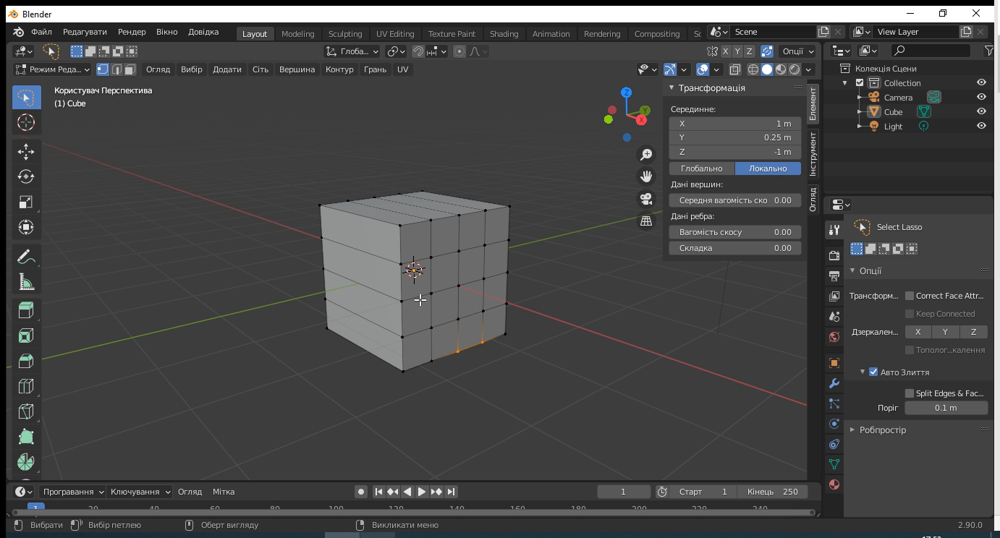 Blender
Файл Редагувати Рендер Вікно Довідка Layout Modeling Sculpting UV Editing Texture Paint Shading Animation Rendering Compositing Sc Scene View Layer
Глоба... X Y Z Опції
Режим Реда... Огляд Вибір Додати Сіть Вершина Контур Грань UV
Користувач Перспектива
(1) Cube
Z
Y
X
Трансформація
Серединне:
X 1 m
Y 0.25 m
Z -1 m
Глобально Локально
Дані вершин:
Середня вагомість ско 0.00
Дані ребра:
Вагомість скосу 0.00
Складка 0.00
Елемент
Інструмент
Огляд
Колекція Сцени
Collection
Camera
Cube
Light
Select Lasso
Опції
Трансформ... Correct Face Attr...
Keep Connected
Дзеркален... X Y Z
Тополог...калення
Авто Злиття
Split Edges & Fac...
Поріг 0.1 m
Робпростір
Програвання Ключування Огляд Мітка 1 Старт 1 Кінець 250
1 20 40 60 80 100 120 140 160 180 200 220 240
Вибрати Вибір петлею Оберт вигляду Викликати меню 2.90.0